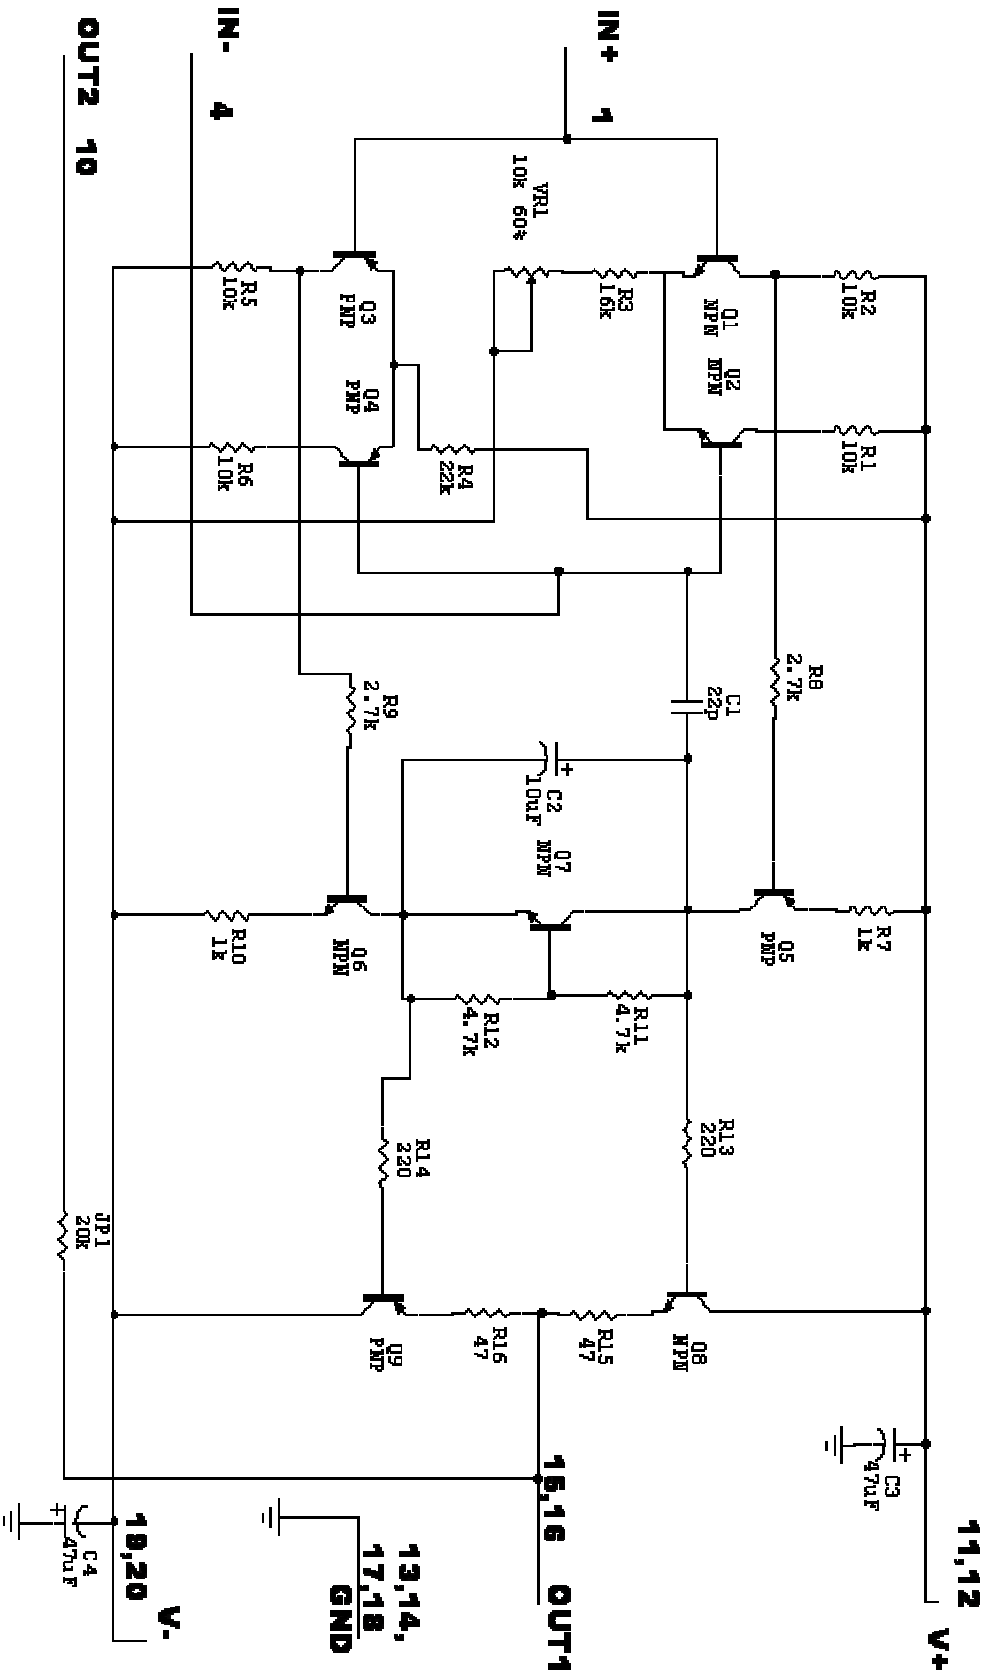 IN+ 1
IN- 4
OUT2 10
VR1
10k 60%
R2
10k
R3
16k
Q1
NPN
Q2
NPN
R1
10k
R5
10k
Q3
PNP
Q4
PNP
R6
10k
R4
22k
R8
2.7k
R9
2.7k
C1
22p
+
C2
10uF
Q7
NPN
R7
1k
Q5
PNP
Q6
NPN
R10
1k
R11
4.7k
R12
4.7k
R13
220
R14
220
JP1
20k
Q8
NPN
R15
47
R16
47
Q9
PNP
+
C3
47uF
+
C4
47uF
11,12 V+
15,16 OUT1
13,14,
17,18
GND
19,20 V-